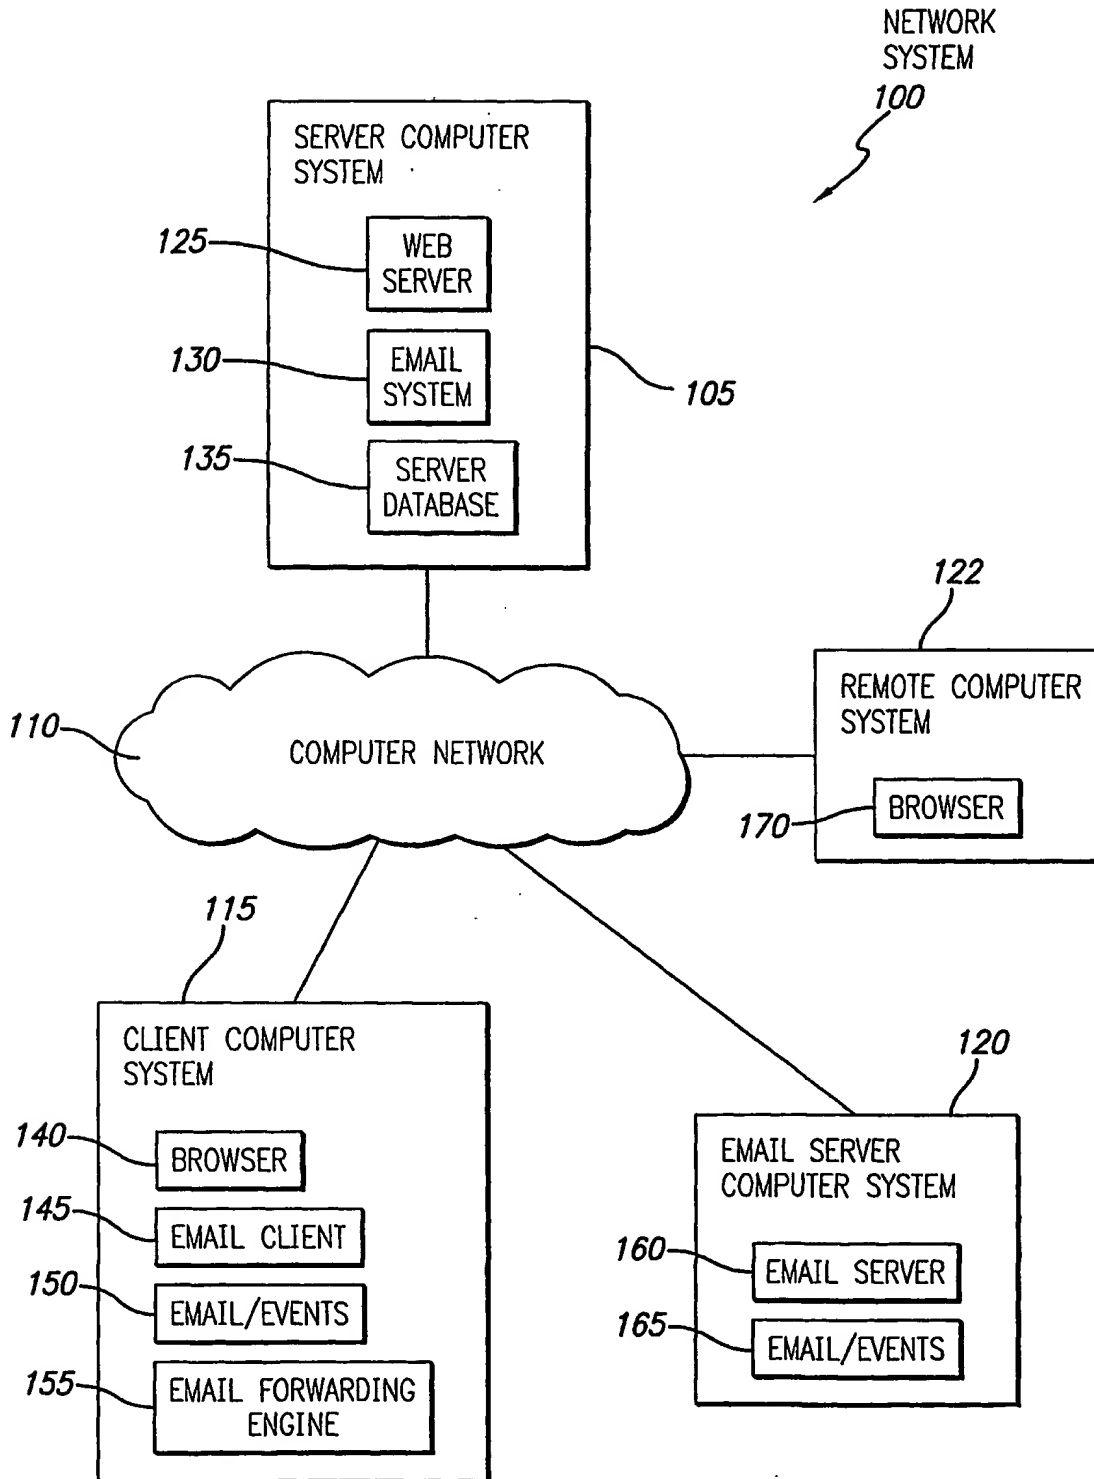 NETWORK
SYSTEM
100
SERVER COMPUTER
SYSTEM
125
WEB
SERVER
130
EMAIL
SYSTEM
105
135
SERVER
DATABASE
122
REMOTE COMPUTER
SYSTEM
110
COMPUTER NETWORK
170
BROWSER
115
CLIENT COMPUTER
SYSTEM
120
140
BROWSER
EMAIL SERVER
COMPUTER SYSTEM
145
EMAIL CLIENT
160
EMAIL SERVER
150
EMAIL/EVENTS
165
EMAIL/EVENTS
155
EMAIL FORWARDING
ENGINE